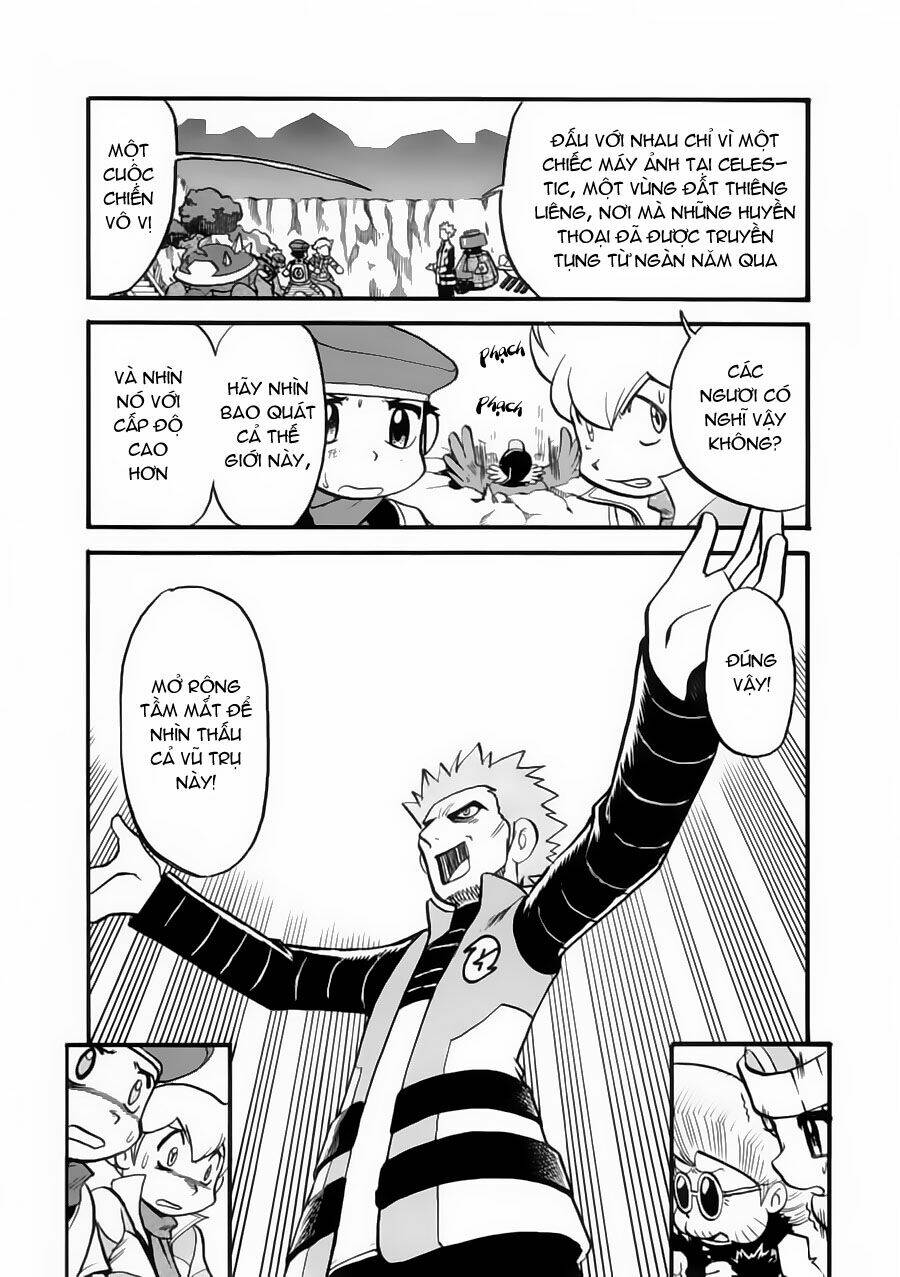 ĐẤU VỚI NHAU CHỈ VÌ MỘT
CHIẾC MÁY ẢNH TẠI CELES-
TIC, MỘT VÙNG ĐẤT THIÊNG
LIÊNG, NƠI MÀ NHỮNG HUYỀN
THOẠI ĐÃ ĐƯỢC TRUYỀN
TỤNG TỪ NGÀN NĂM QUA
MỘT
CUỘC
CHIẾN
VÔ VỊ
CÁC
NGƯƠI CÓ
NGHĨ VẬY
KHÔNG?
Phạch
Phạch
HÃY NHÌN
BAO QUÁT
CẢ THẾ
GIỚI NÀY,
VÀ NHÌN
NÓ VỚI
CẤP ĐỘ
CAO HƠN
ĐÚNG
VẬY!
MỞ RỘNG
TẦM MẮT ĐỂ
NHÌN THẤU
CẢ VŨ TRỤ
NÀY!